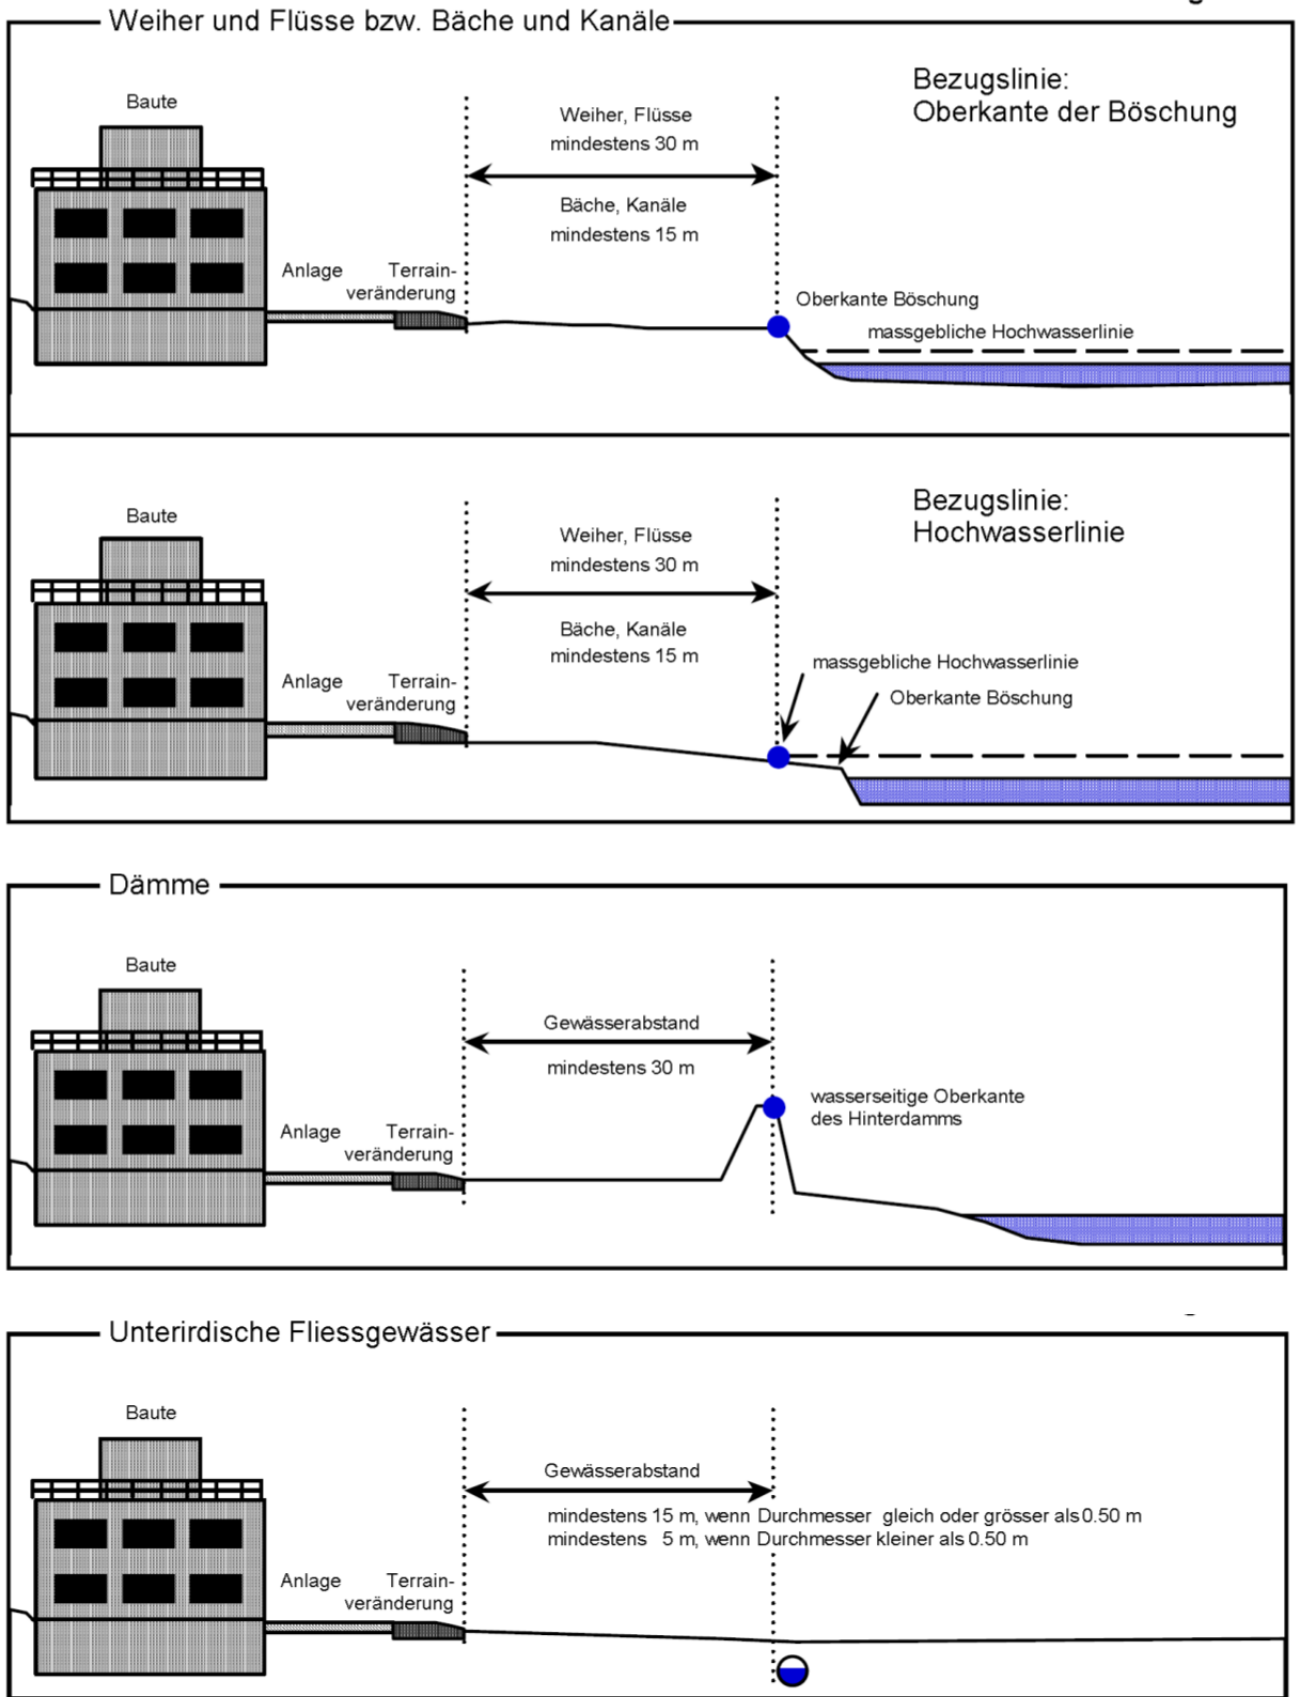 Weiher und Flüsse bzw. Bäche und Kanäle
Bezugslinie:
Oberkante der Böschung
Baute
Weiher, Flüsse
mindestens 30 m
Bäche, Kanäle
mindestens 15 m
Anlage
Terrain-
veränderung
Oberkante Böschung
massgebliche Hochwasserlinie
Bezugslinie:
Hochwasserlinie
Baute
Weiher, Flüsse
mindestens 30 m
Bäche, Kanäle
mindestens 15 m
Anlage
Terrain-
veränderung
massgebliche Hochwasserlinie
Oberkante Böschung
Dämme
Baute
Gewässerabstand
mindestens 30 m
wasserseitige Oberkante
des Hinterdamms
Anlage
Terrain-
veränderung
Unterirdische Fliessgewässer
Baute
Gewässerabstand
mindestens 15 m, wenn Durchmesser gleich oder grösser als 0.50 m
mindestens 5 m, wenn Durchmesser kleiner als 0.50 m
Anlage
Terrain-
veränderung